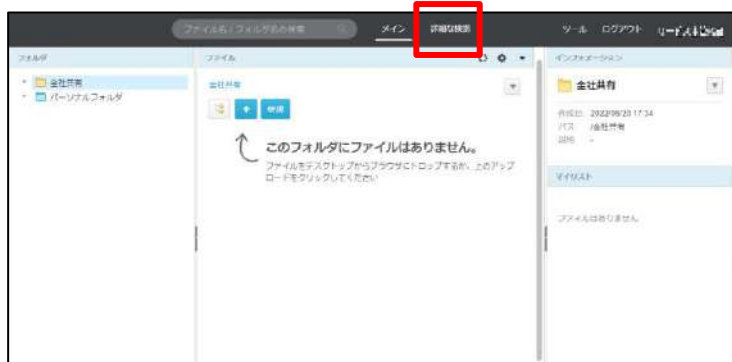 ファイル名 / フォルダ名の検索
メイン
詳細な検索
ツール
ログアウト
フォルダ
ファイル
インフォメーション
会社共有
パーソナルフォルダ
会社共有
このフォルダにファイルはありません。
ファイルをデスクトップからブラウザにドロップするか、上のアップ
ロードをクリックしてください
会社共有
作成日 2022/09/20 17:34
パス /会社共有
説明 -
マイリスト
ファイルはありません